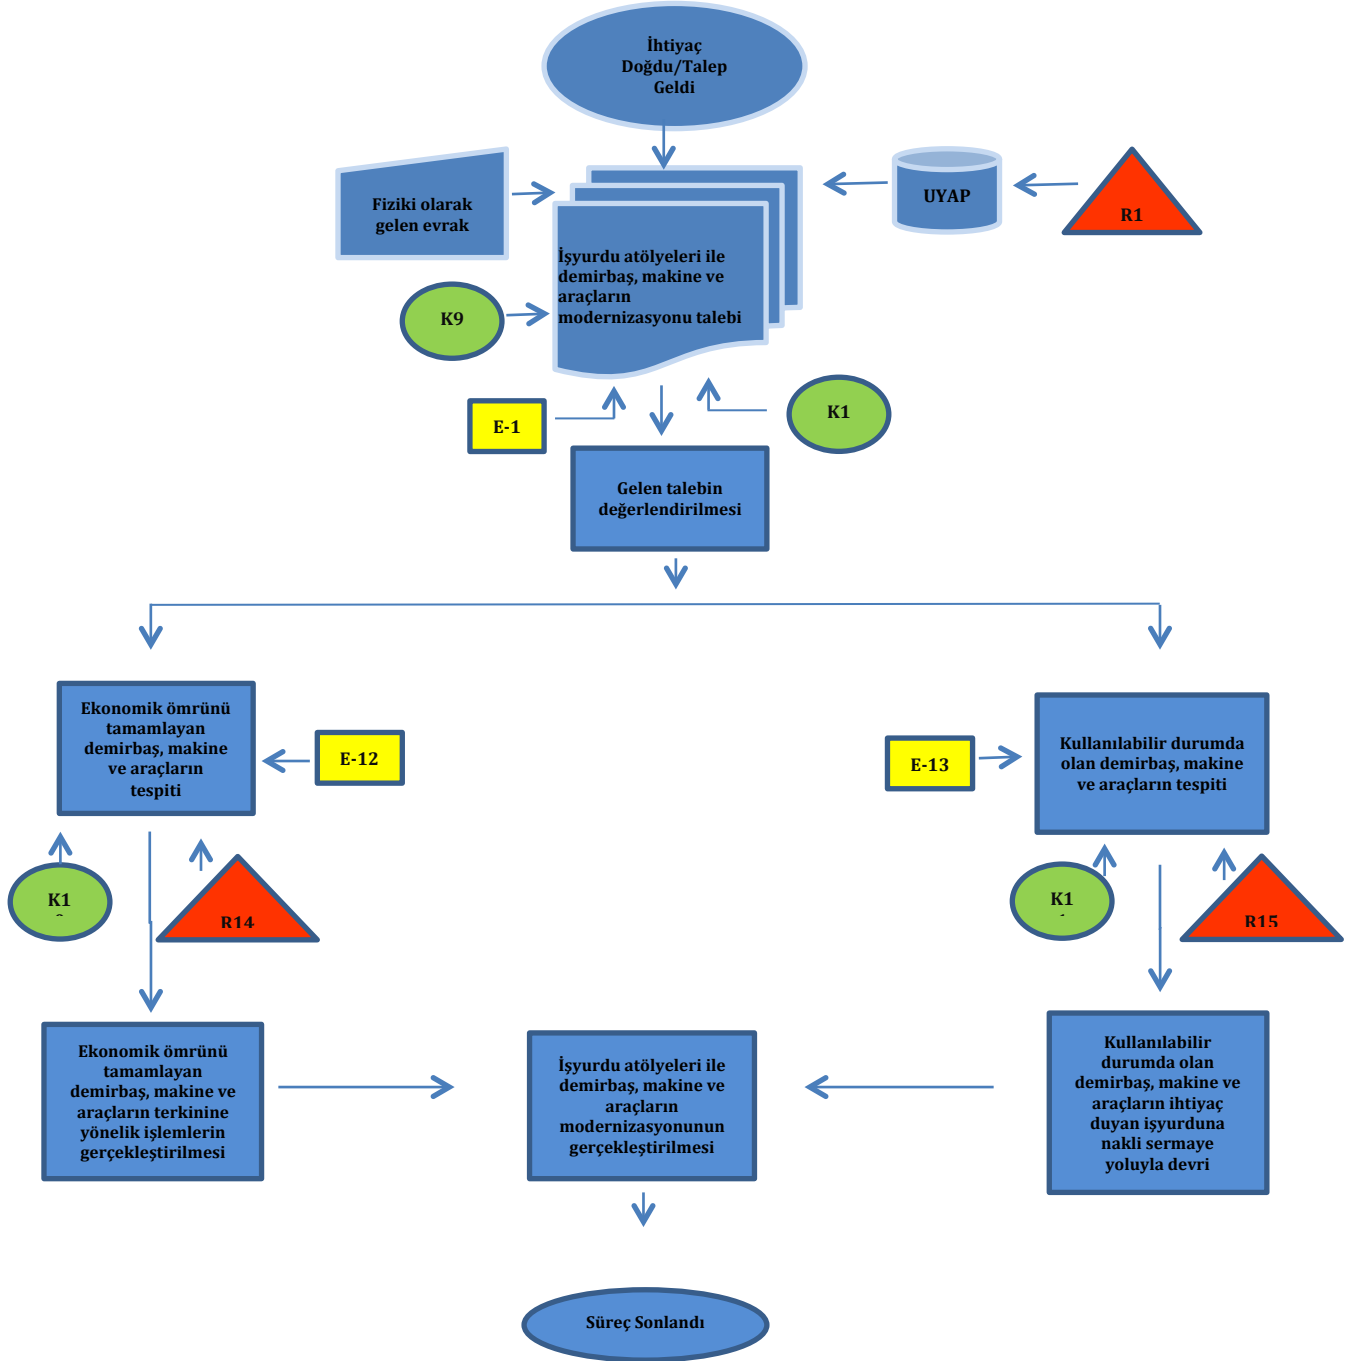 İhtiyaç
Doğdu/Talep
Geldi
Fiziki olarak
gelen evrak
UYAP
R1
İşyurdu atölyeleri ile
demirbaş, makine ve
araçların
modernizasyonu talebi
K9
E-1
K1
Gelen talebin
değerlendirilmesi
Ekonomik ömrünü
tamamlayan
demirbaş, makine
ve araçların
tespiti
E-12
E-13
Kullanılabilir durumda
olan demirbaş, makine
ve araçların tespiti
K1
R14
K1
R15
Ekonomik ömrünü
tamamlayan
demirbaş, makine ve
araçların terkinine
yönelik işlemlerin
gerçekleştirilmesi
İşyurdu atölyeleri ile
demirbaş, makine ve
araçların
modernizasyonunun
gerçekleştirilmesi
Kullanılabilir
durumda olan
demirbaş, makine ve
araçların ihtiyaç
duyan işyurduna
nakli sermaye
yoluyla devri
Süreç Sonlandı